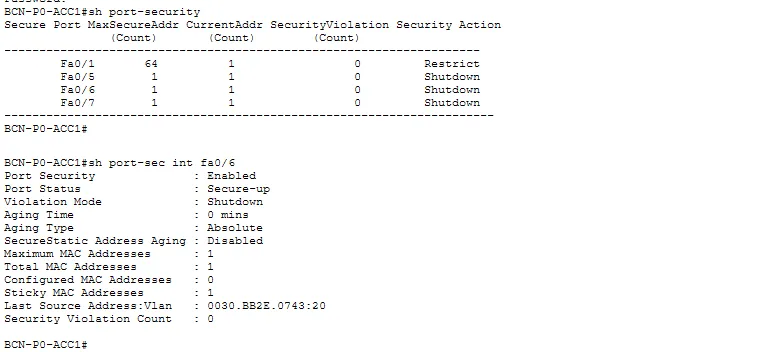 Password:
BCN-P0-ACC1#sh port-security
Secure Port MaxSecureAddr CurrentAddr SecurityViolation Security Action
(Count) (Count) (Count)
--------------------------------------------------------------------
Fa0/1 64 1 0 Restrict
Fa0/5 1 1 0 Shutdown
Fa0/6 1 1 0 Shutdown
Fa0/7 1 1 0 Shutdown
----------------------------------------------------------------------
BCN-P0-ACC1#
BCN-P0-ACC1#sh port-sec int fa0/6
Port Security : Enabled
Port Status : Secure-up
Violation Mode : Shutdown
Aging Time : 0 mins
Aging Type : Absolute
SecureStatic Address Aging : Disabled
Maximum MAC Addresses : 1
Total MAC Addresses : 1
Configured MAC Addresses : 0
Sticky MAC Addresses : 1
Last Source Address:Vlan : 0030.BB2E.0743:20
Security Violation Count : 0
BCN-P0-ACC1#